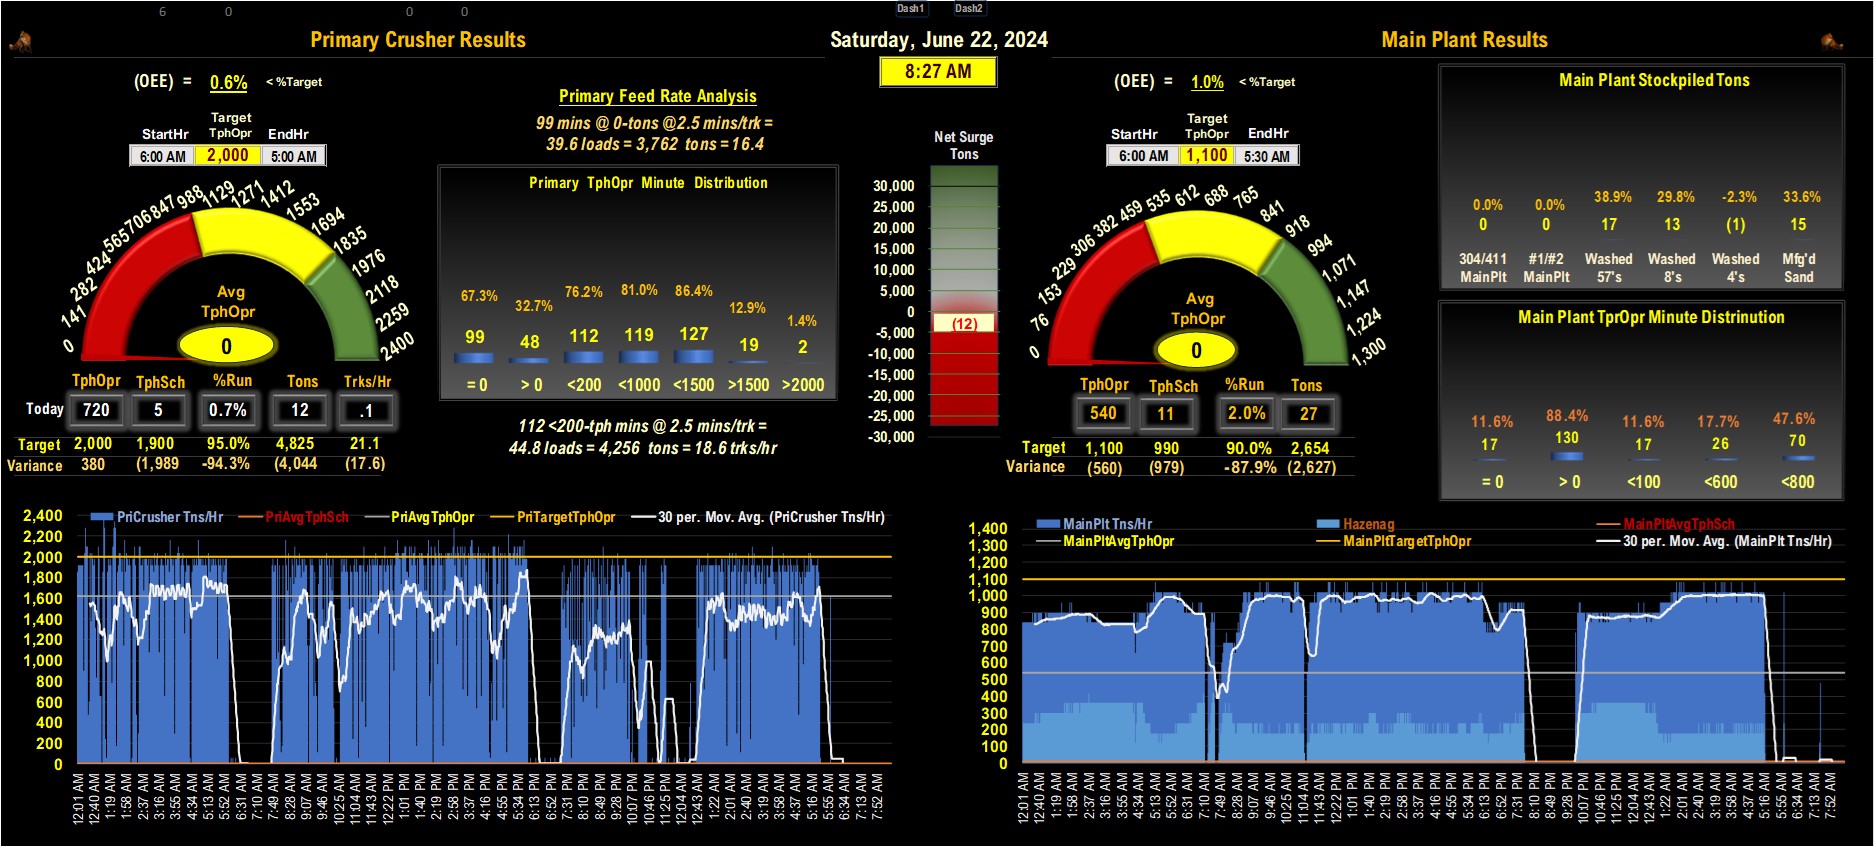 6 0 0 0 Dash1 Dash2
Primary Crusher Results
Saturday, June 22, 2024
Main Plant Results
8:27 AM
(OEE) = 0.6% < %Target
Target
StartHr TphOpr EndHr
6:00 AM 2,000 5:00 AM
0 141 282 424 565 706 847 988 1129 1271 1412 1553 1694 1835 1976 2118 2259 2400
Avg
TphOpr
0
TphOpr TphSch %Run Tons Trks/Hr
Today 720 5 0.7% 12 .1
Target 2,000 1,900 95.0% 4,825 21.1
Variance 380 (1,989 -94.3% (4,044 (17.6)
Primary Feed Rate Analysis
99 mins @ 0-tons @2.5 mins/trk =
39.6 loads = 3,762 tons = 16.4
Primary TphOpr Minute Distribution
67.3% 32.7% 76.2% 81.0% 86.4% 12.9% 1.4%
99 48 112 119 127 19 2
= 0 > 0 <200 <1000 <1500 >1500 >2000
112 <200-tph mins @ 2.5 mins/trk =
44.8 loads = 4,256 tons = 18.6 trks/hr
Net Surge
Tons
30,000
25,000
20,000
15,000
10,000
5,000
0
(12)
-5,000
-10,000
-15,000
-20,000
-25,000
-30,000
(OEE) = 1.0% < %Target
Target
StartHr TphOpr EndHr
6:00 AM 1,100 5:30 AM
0 76 153 229 306 382 459 535 612 688 765 841 918 994 1,071 1,147 1,224 1,300
Avg
TphOpr
0
TphOpr TphSch %Run Tons
540 11 2.0% 27
Target 1,100 990 90.0% 2,654
Variance (560) (979) -87.9% (2,627)
Main Plant Stockpiled Tons
0.0% 0.0% 38.9% 29.8% -2.3% 33.6%
0 0 17 13 (1) 15
304/411 #1/#2 Washed Washed Washed Mfg'd
MainPlt MainPlt 57's 8's 4's Sand
Main Plant TprOpr Minute Distrinution
11.6% 88.4% 11.6% 17.7% 47.6%
17 130 17 26 70
= 0 > 0 <100 <600 <800
PriCrusher Tns/Hr PriAvgTphSch PriAvgTphOpr PriTargetTphOpr 30 per. Mov. Avg. (PriCrusher Tns/Hr)
2,400
2,200
2,000
1,800
1,600
1,400
1,200
1,000
800
600
400
200
0
12:01 AM 12:40 AM 1:19 AM 1:58 AM 2:37 AM 3:16 AM 3:55 AM 4:34 AM 5:13 AM 5:52 AM 6:31 AM 7:10 AM 7:49 AM 8:28 AM 9:07 AM 9:46 AM 10:25 AM 11:04 AM 11:43 AM 12:22 PM 1:01 PM 1:40 PM 2:19 PM 2:58 PM 3:37 PM 4:16 PM 4:55 PM 5:34 PM 6:13 PM 6:52 PM 7:31 PM 8:10 PM 8:49 PM 9:28 PM 10:07 PM 10:46 PM 11:25 PM 12:04 AM 12:43 AM 1:22 AM 2:01 AM 2:40 AM 3:19 AM 3:58 AM 4:37 AM 5:16 AM 5:55 AM 6:34 AM 7:13 AM 7:52 AM
MainPlt Tns/Hr Hazenag MainPltAvgTphSch
MainPltAvgTphOpr MainPltTargetTphOpr 30 per. Mov. Avg. (MainPlt Tns/Hr)
1,400
1,300
1,200
1,100
1,000
900
800
700
600
500
400
300
200
100
0
12:01 AM 12:40 AM 1:19 AM 1:58 AM 2:37 AM 3:16 AM 3:55 AM 4:34 AM 5:13 AM 5:52 AM 6:31 AM 7:10 AM 7:49 AM 8:28 AM 9:07 AM 9:46 AM 10:25 AM 11:04 AM 11:43 AM 12:22 PM 1:01 PM 1:40 PM 2:19 PM 2:58 PM 3:37 PM 4:16 PM 4:55 PM 5:34 PM 6:13 PM 6:52 PM 7:31 PM 8:10 PM 8:49 PM 9:28 PM 10:07 PM 10:46 PM 11:25 PM 12:04 AM 12:43 AM 1:22 AM 2:01 AM 2:40 AM 3:19 AM 3:58 AM 4:37 AM 5:16 AM 5:55 AM 6:34 AM 7:13 AM 7:52 AM